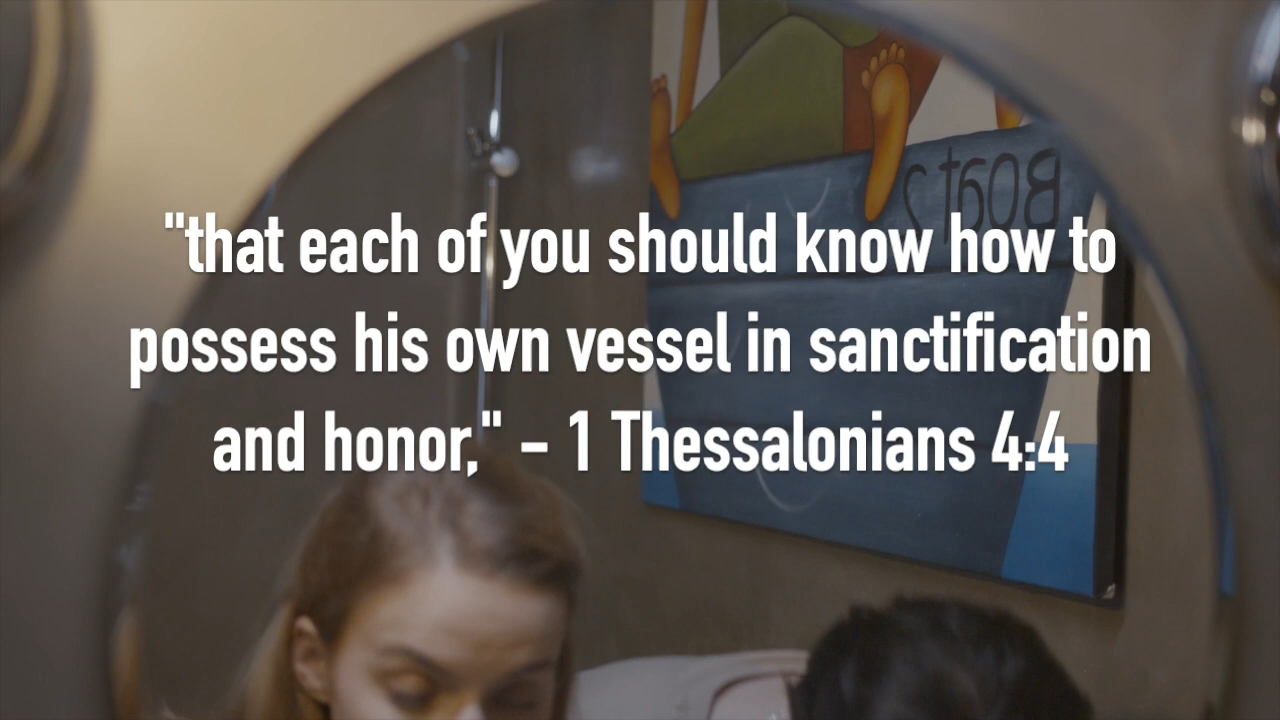 Boat?
"that each of you should know how to
possess his own vessel in sanctification
and honor," – 1 Thessalonians 4:4